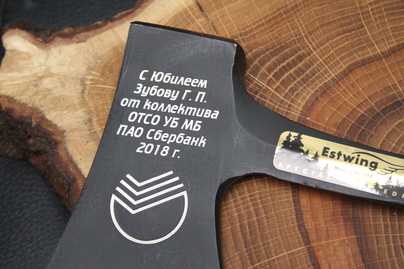 С Юбилеем
Зубову Г. П.
от коллектива
ОТСО УБ МБ
ПАО Сбербанк
2018 г.
Estwing